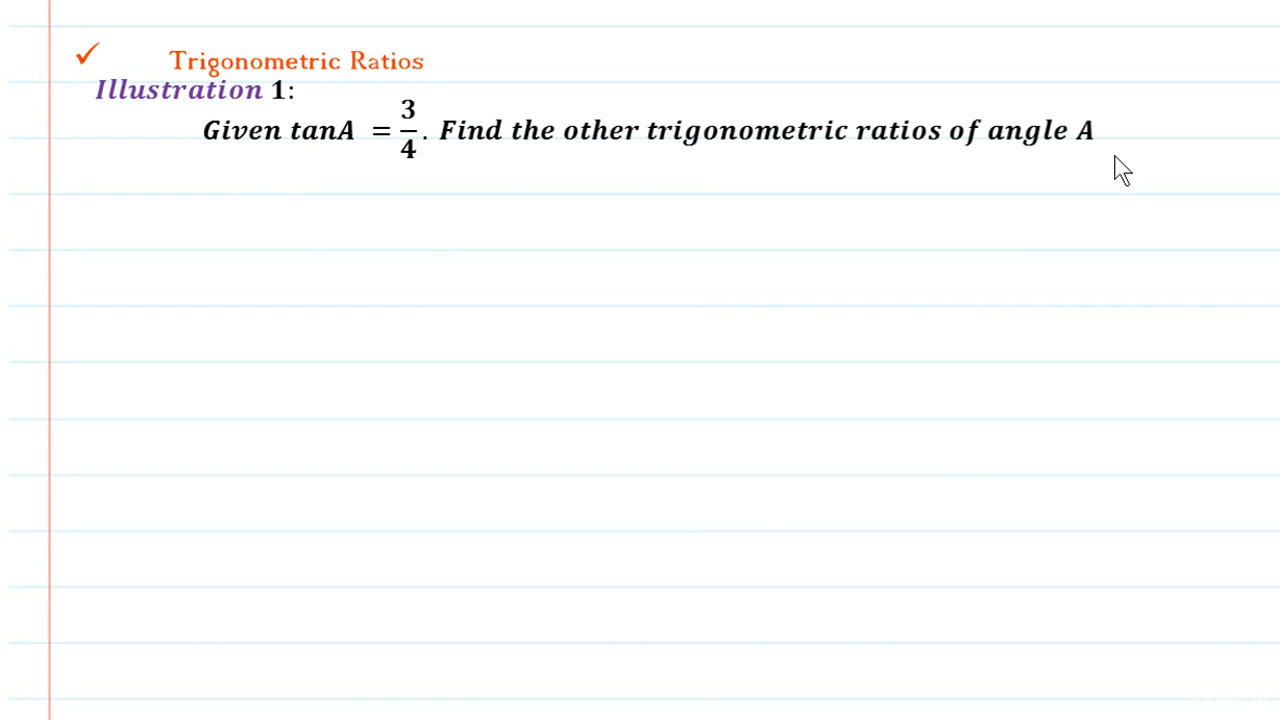 ✓ Trigonometric Ratios
Illustration 1:
Given tanA = 3/4. Find the other trigonometric ratios of angle A